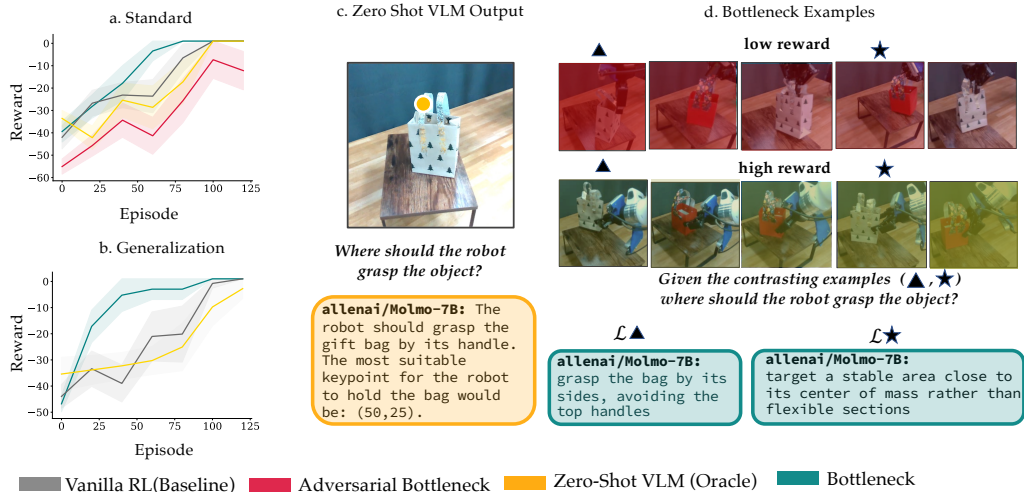 a. Standard
0
−10
−20
−30
−40
−50
−60
Reward
0 25 50 75 100 125
Episode
b. Generalization
0
−10
−20
−30
−40
−50
Reward
0 25 50 75 100 125
Episode
c. Zero Shot VLM Output
Where should the robot
grasp the object?
allenai/Molmo-7B: The
robot should grasp the
gift bag by its handle.
The most suitable
keypoint for the robot
to hold the bag would
be: (50,25).
d. Bottleneck Examples
low reward
high reward
Given the contrasting examples (▲,★)
where should the robot grasp the object?
ℒ▲
allenai/Molmo-7B:
grasp the bag by its
sides, avoiding the
top handles
ℒ★
allenai/Molmo-7B:
target a stable area close to
its center of mass rather than
flexible sections
Vanilla RL(Baseline) Adversarial Bottleneck Zero-Shot VLM (Oracle) Bottleneck